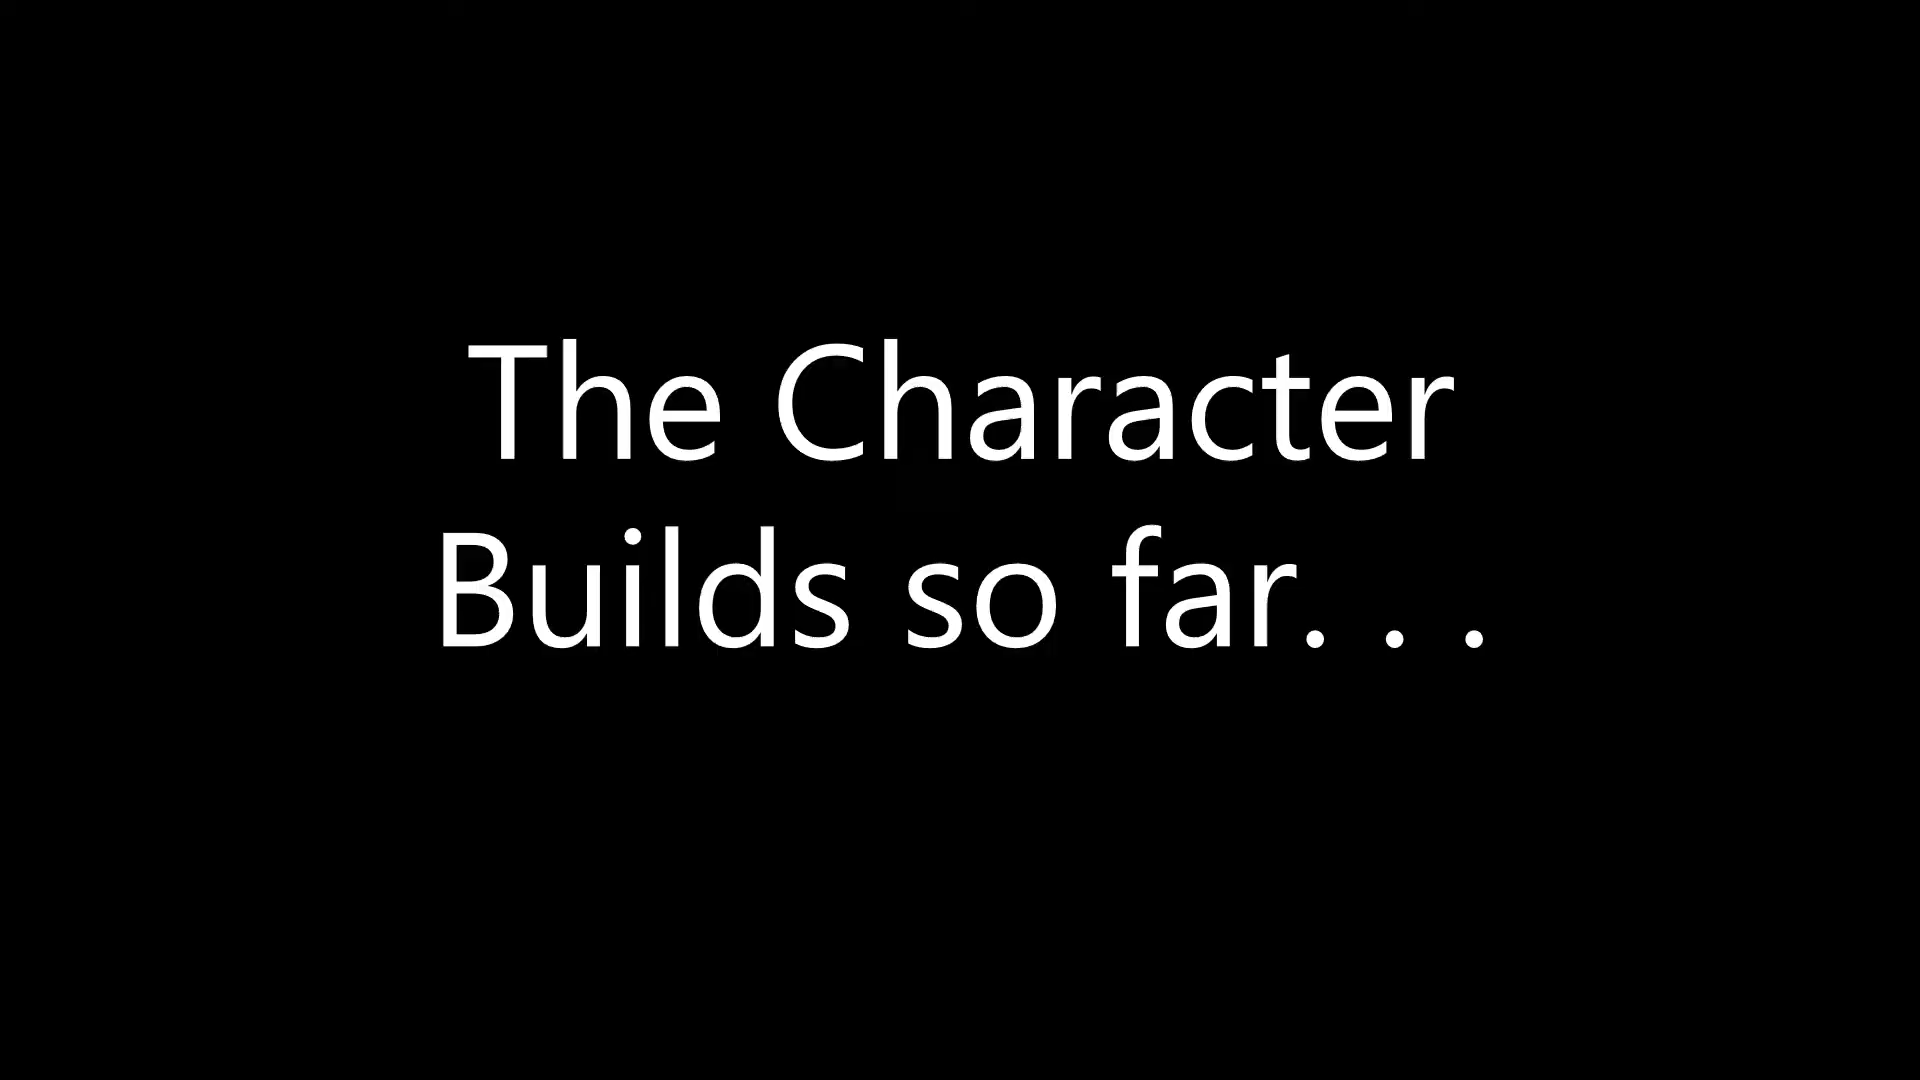 The Character
Builds so far. . .